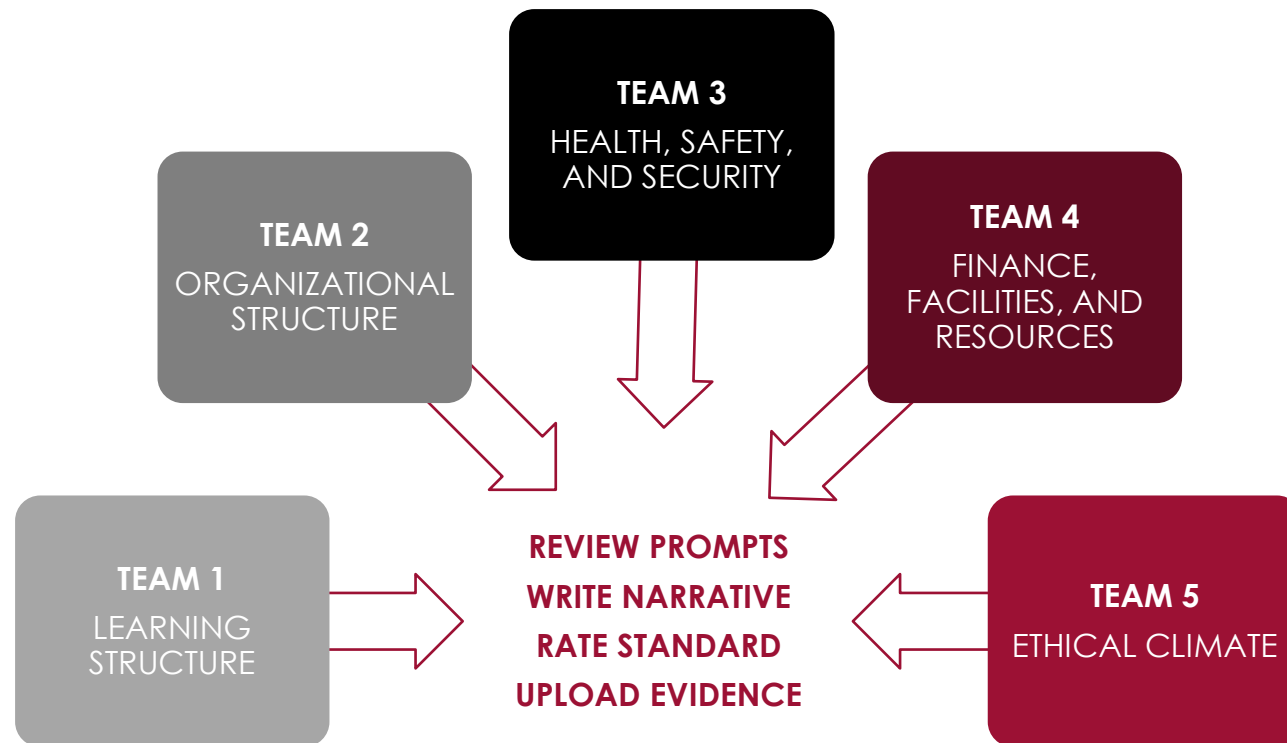 TEAM 1
LEARNING
STRUCTURE
TEAM 2
ORGANIZATIONAL
STRUCTURE
TEAM 3
HEALTH, SAFETY,
AND SECURITY
TEAM 4
FINANCE,
FACILITIES, AND
RESOURCES
TEAM 5
ETHICAL CLIMATE
REVIEW PROMPTS
WRITE NARRATIVE
RATE STANDARD
UPLOAD EVIDENCE